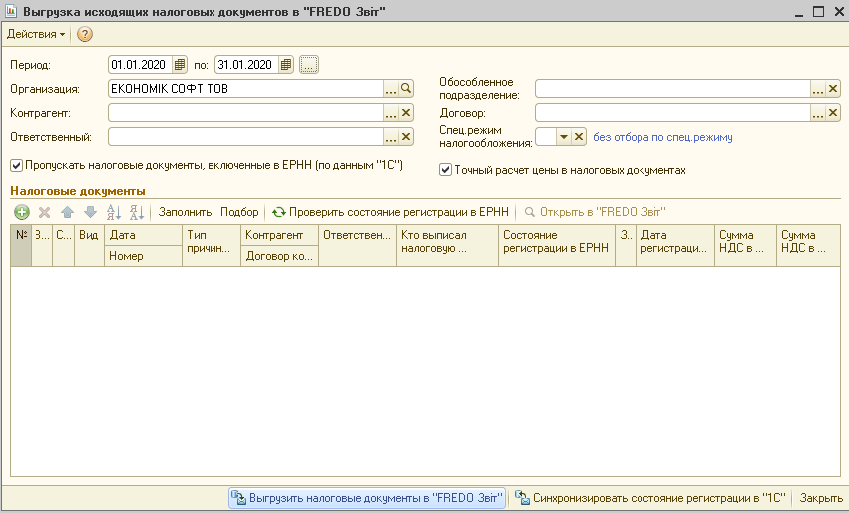 Выгрузка исходящих налоговых документов в "FREDO Звіт"
Действия
Период: 01.01.2020 по: 31.01.2020 ...
Организация: ЕКОНОМІК СОФТ ТОВ ...
Обособленное подразделение: ...
Контрагент: ...
Договор: ...
Ответственный: ...
Спец.режим налогообложения: без отбора по спец.режиму
Пропускать налоговые документы, включенные в ЕРНН (по данным "1С")
Точный расчет цены в налоговых документах
Налоговые документы
Заполнить Подбор Проверить состояние регистрации в ЕРНН Открыть в "FREDO Звіт"
№ З... С... Вид Дата Тип причин... Контрагент Ответствен... Кто выписал налоговую ... Состояние регистрации в ЕРНН З.. Дата регистраци... Сумма НДС в ... Сумма НДС в ...
Номер Договор ко...
Выгрузить налоговые документы в "FREDO Звіт" Синхронизировать состояние регистрации в "1С" Закрыть